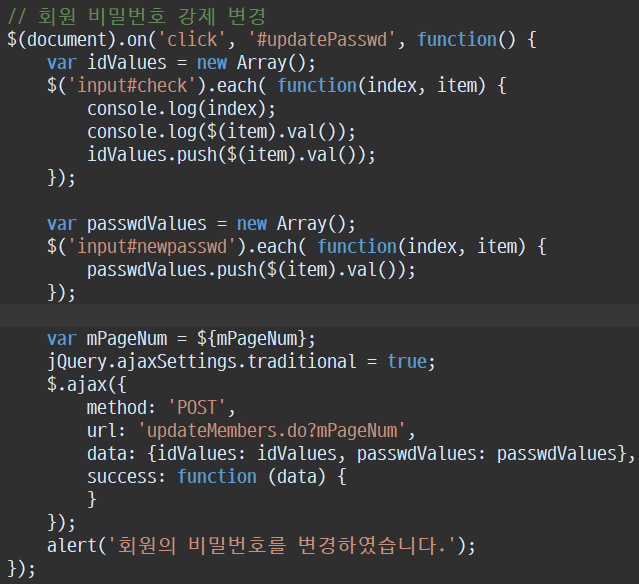 // 회원 비밀번호 강제 변경
$(document).on('click', '#updatePasswd', function() {
    var idValues = new Array();
    $('input#check').each( function(index, item) {
        console.log(index);
        console.log($(item).val());
        idValues.push($(item).val());
    });

    var passwdValues = new Array();
    $('input#newpasswd').each( function(index, item) {
        passwdValues.push($(item).val());
    });

    var mPageNum = ${mPageNum};
    jQuery.ajaxSettings.traditional = true;
    $.ajax({
        method: 'POST',
        url: 'updateMembers.do?mPageNum',
        data: {idValues: idValues, passwdValues: passwdValues},
        success: function (data) {
        }
    });
    alert('회원의 비밀번호를 변경하였습니다.');
});